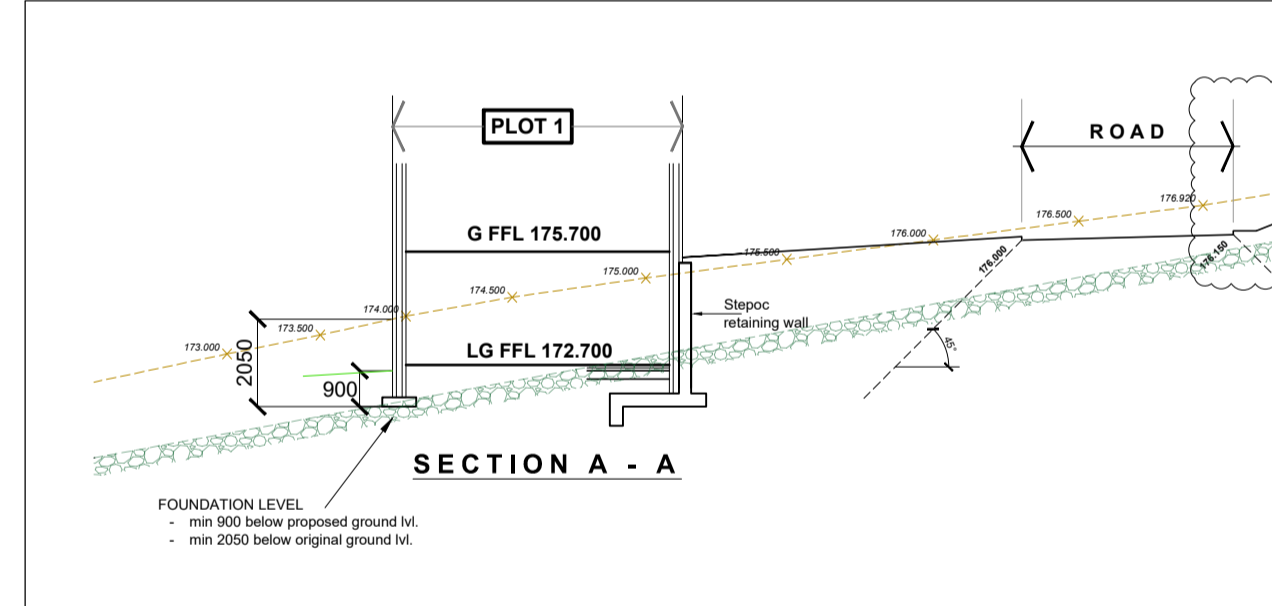 PLOT 1
ROAD
176.920
176.500
176.000
G FFL 175.700
175.500
176.000
176.150
175.000
174.500
174.000
173.500
173.000
Stepoc
retaining wall
2050
LG FFL 172.700
45°
900
SECTION A - A
FOUNDATION LEVEL
- min 900 below proposed ground lvl.
- min 2050 below original ground lvl.